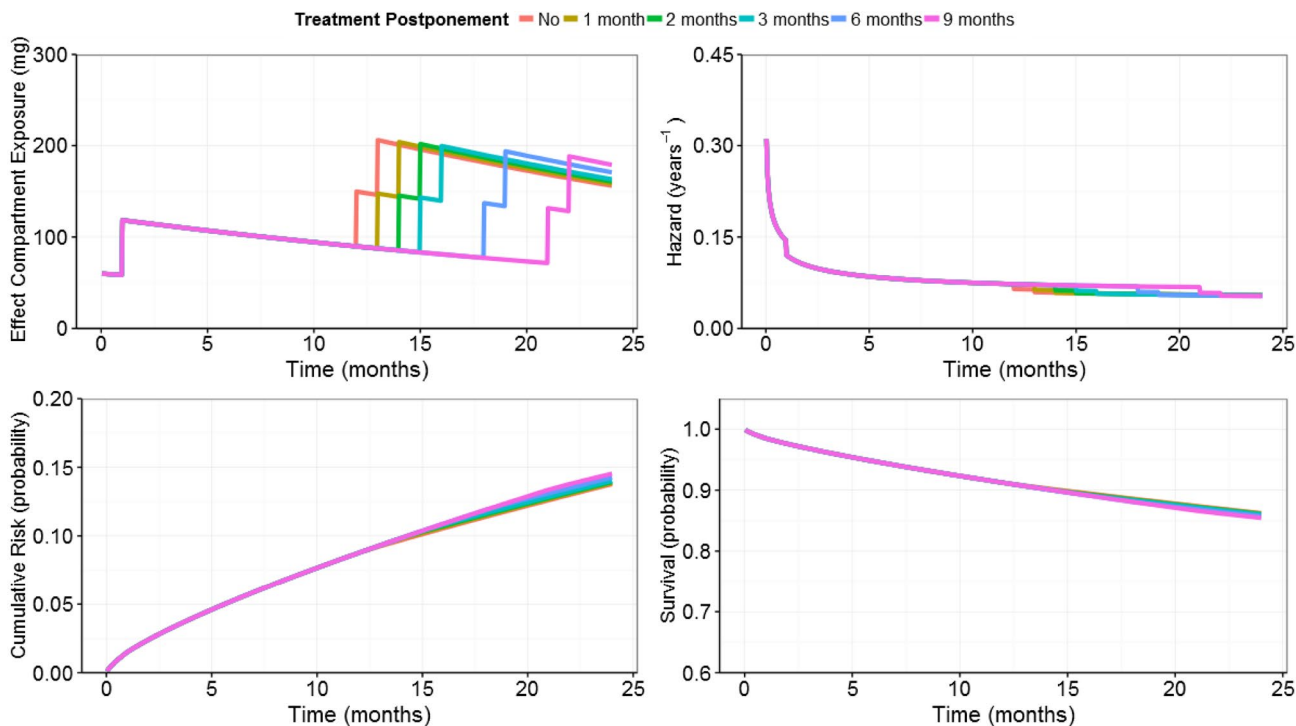 Treatment Postponement No 1 month 2 months 3 months 6 months 9 months
Effect Compartment Exposure (mg)
300
200
100
0
0 5 10 15 20 25
Time (months)
Hazard (years⁻¹)
0.45
0.30
0.15
0.00
0 5 10 15 20 25
Time (months)
Cumulative Risk (probability)
0.20
0.15
0.10
0.05
0.00
0 5 10 15 20 25
Time (months)
Survival (probability)
1.0
0.9
0.8
0.7
0.6
0 5 10 15 20 25
Time (months)